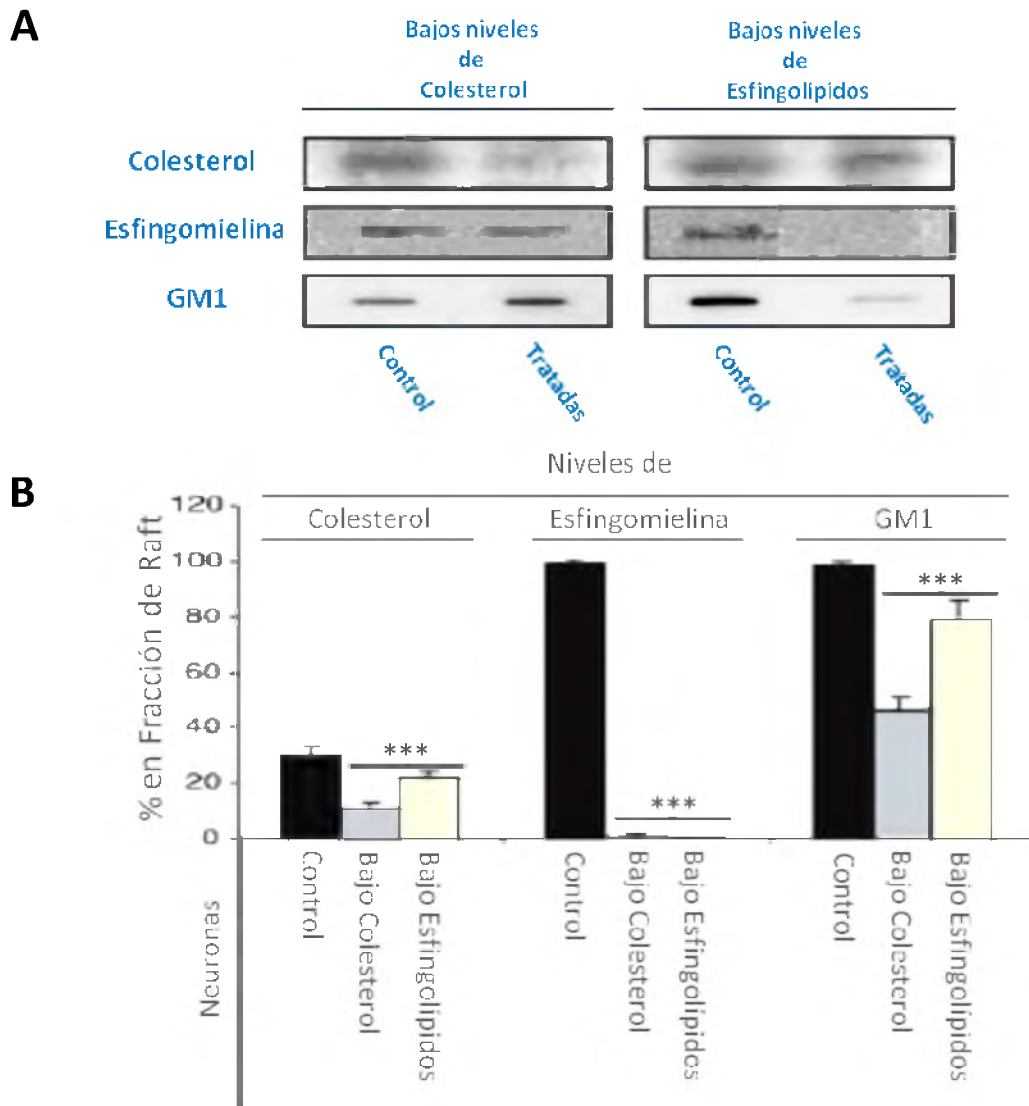 A
Bajos niveles
de
Colesterol
Bajos niveles
de
Esfingolípidos
Colesterol
Esfingomielina
GM1
Control
Tratadas
Control
Tratadas
B
Niveles de
Colesterol
Esfingomielina
GM1
% en Fracción de Raft
120
100
80
60
40
20
0
***
***
***
Neuronas
Control
Bajo Colesterol
Bajo Esfingolípidos
Control
Bajo Colesterol
Bajo Esfingolípidos
Control
Bajo Colesterol
Bajo Esfingolípidos